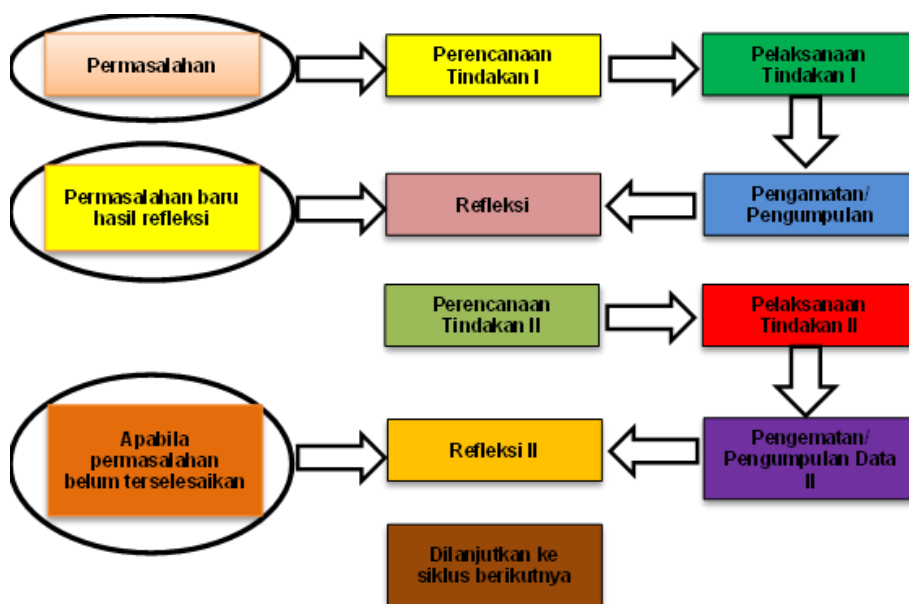 Permasalahan
Perencanaan
Tindakan I
Pelaksanaan
Tindakan I
Permasalahan baru
hasil refleksi
Refleksi
Pengamatan/
Pengumpulan
Perencanaan
Tindakan II
Pelaksanaan
Tindakan II
Apabila
permasalahan
belum terselesaikan
Refleksi II
Pengematan/
Pengumpulan Data
II
Dilanjutkan ke
siklus berikutnya